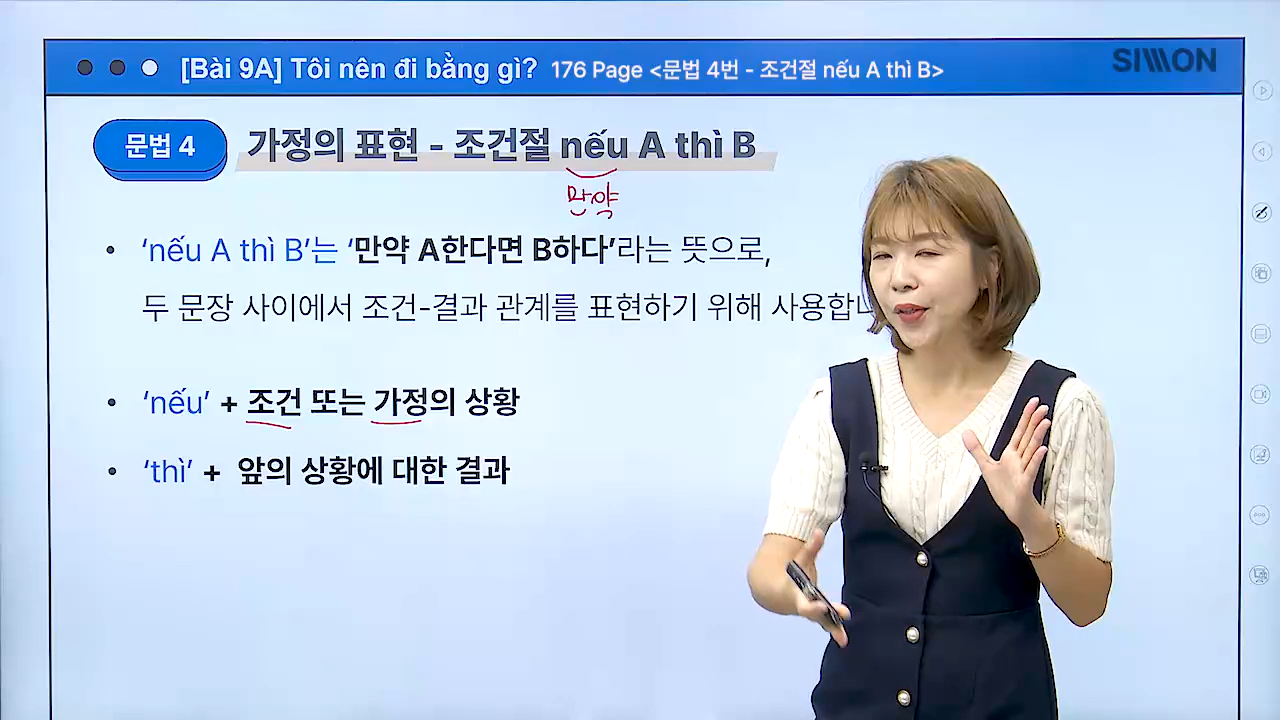 [Bài 9A] Tôi nên đi bằng gì? 176 Page <문법 4번 - 조건절 nếu A thì B>
SIWON
문법 4
가정의 표현 - 조건절 nếu A thì B
만약
• ‘nếu A thì B’는 ‘만약 A한다면 B하다’라는 뜻으로,
두 문장 사이에서 조건-결과 관계를 표현하기 위해 사용합니
• ‘nếu’ + 조건 또는 가정의 상황
• ‘thì’ + 앞의 상황에 대한 결과